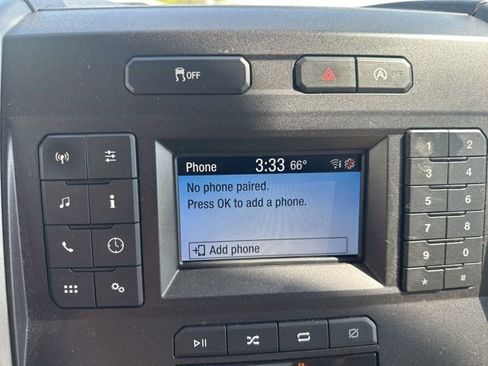 OFF
A
Phone 3:33 66°
No phone paired.
Press OK to add a phone.
Add phone
i
1 2
3 4
5 6
7 8
9 0
* #